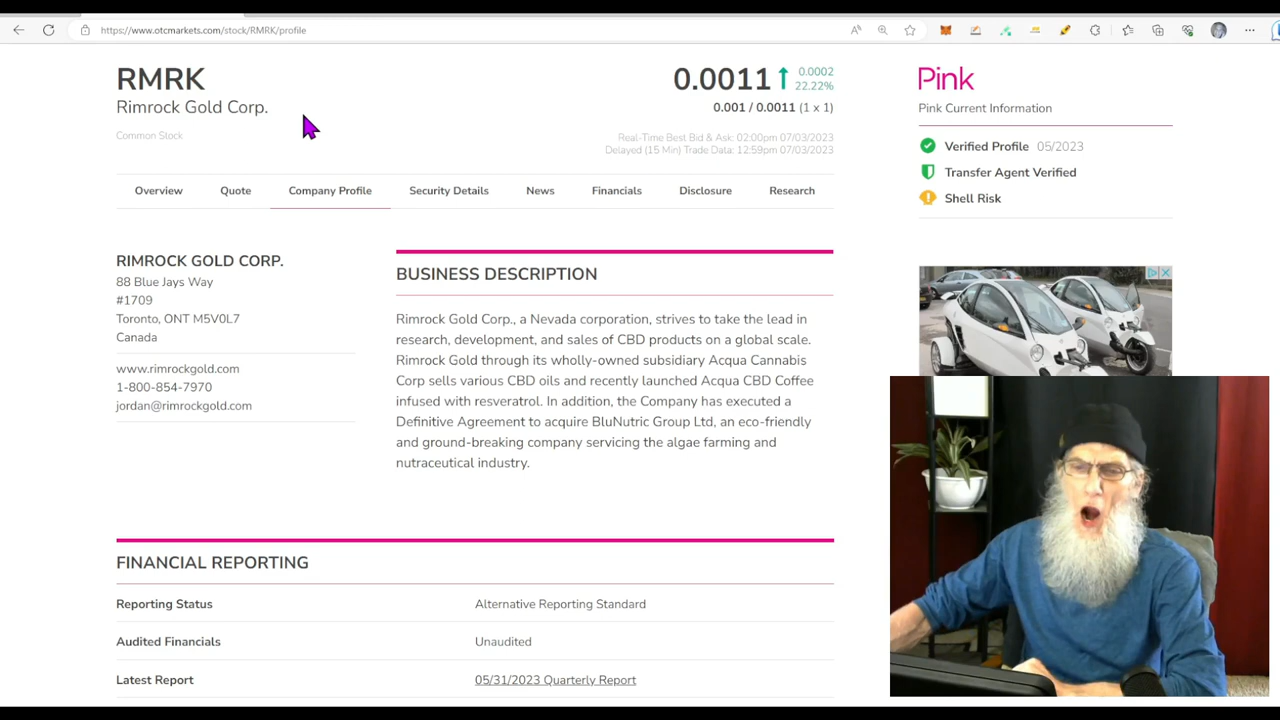 https://www.otcmarkets.com/stock/RMRK/profile
RMRK
Rimrock Gold Corp.
Common Stock
0.0011
0.0002
22.22%
0.001 / 0.0011 (1 x 1)
Real-Time Best Bid & Ask: 02:00pm 07/03/2023
Delayed (15 Min) Trade Data: 12:59pm 07/03/2023
Pink
Pink Current Information
Verified Profile 05/2023
Transfer Agent Verified
Shell Risk
Overview Quote Company Profile Security Details News Financials Disclosure Research
RIMROCK GOLD CORP.
88 Blue Jays Way
#1709
Toronto, ONT M5V0L7
Canada
www.rimrockgold.com
1-800-854-7970
jordan@rimrockgold.com
BUSINESS DESCRIPTION
Rimrock Gold Corp., a Nevada corporation, strives to take the lead in
research, development, and sales of CBD products on a global scale.
Rimrock Gold through its wholly-owned subsidiary Acqua Cannabis
Corp sells various CBD oils and recently launched Acqua CBD Coffee
infused with resveratrol. In addition, the Company has executed a
Definitive Agreement to acquire BluNutric Group Ltd, an eco-friendly
and ground-breaking company servicing the algae farming and
nutraceutical industry.
FINANCIAL REPORTING
Reporting Status Alternative Reporting Standard
Audited Financials Unaudited
Latest Report 05/31/2023 Quarterly Report